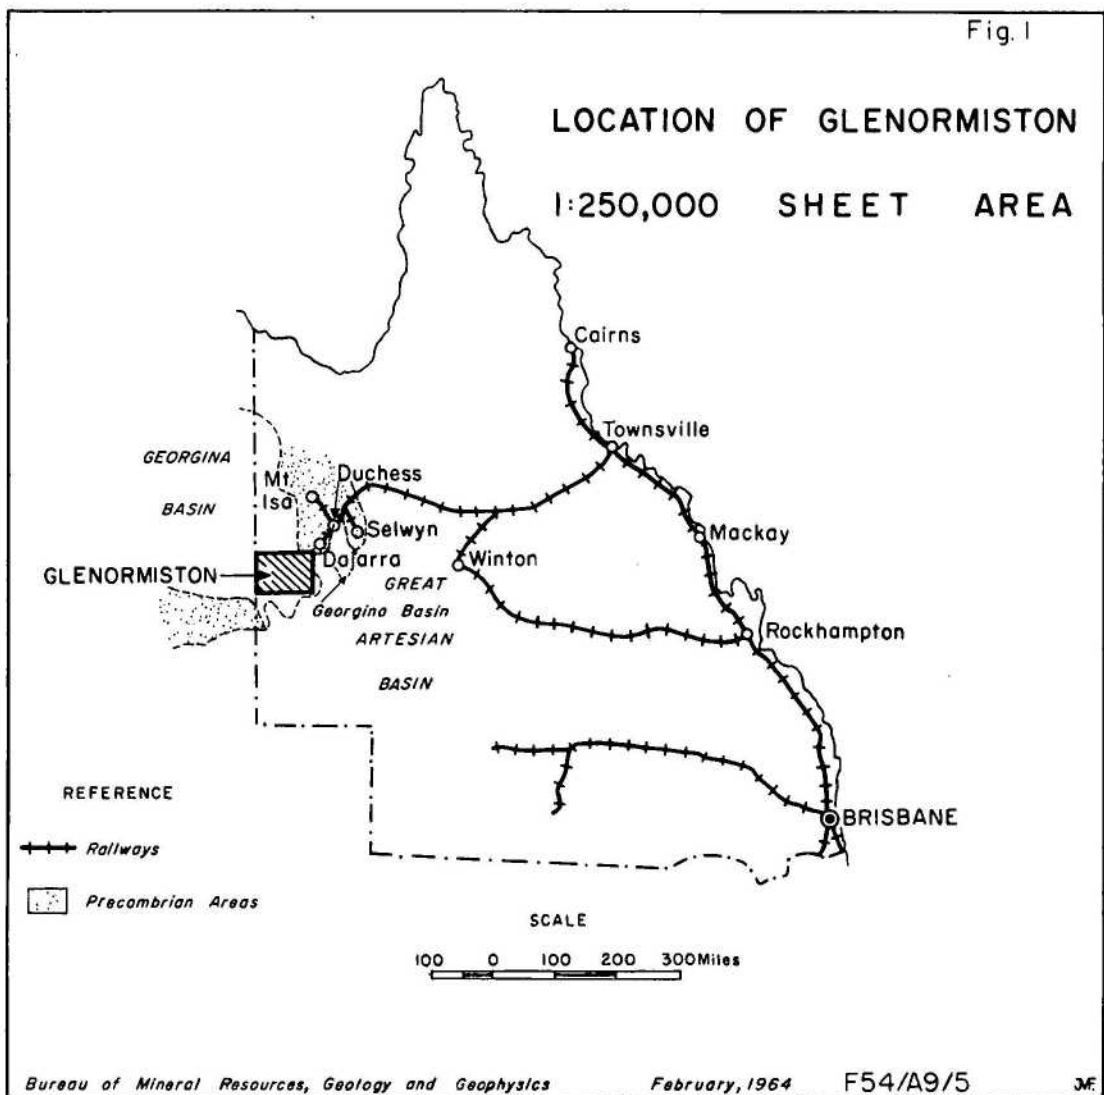 Fig. 1
LOCATION OF GLENORMISTON
1:250,000 SHEET AREA
Cairns
Townsville
GEORGINA
BASIN
Mt
Isa
Duchess
Selwyn
Dajarra
Mackay
Winton
GLENORMISTON
GREAT
Georgina Basin
ARTESIAN
BASIN
Rockhampton
BRISBANE
REFERENCE
Railways
Precambrian Areas
SCALE
100 0 100 200 300 Miles
Bureau of Mineral Resources, Geology and Geophysics February, 1964 F54/A9/5